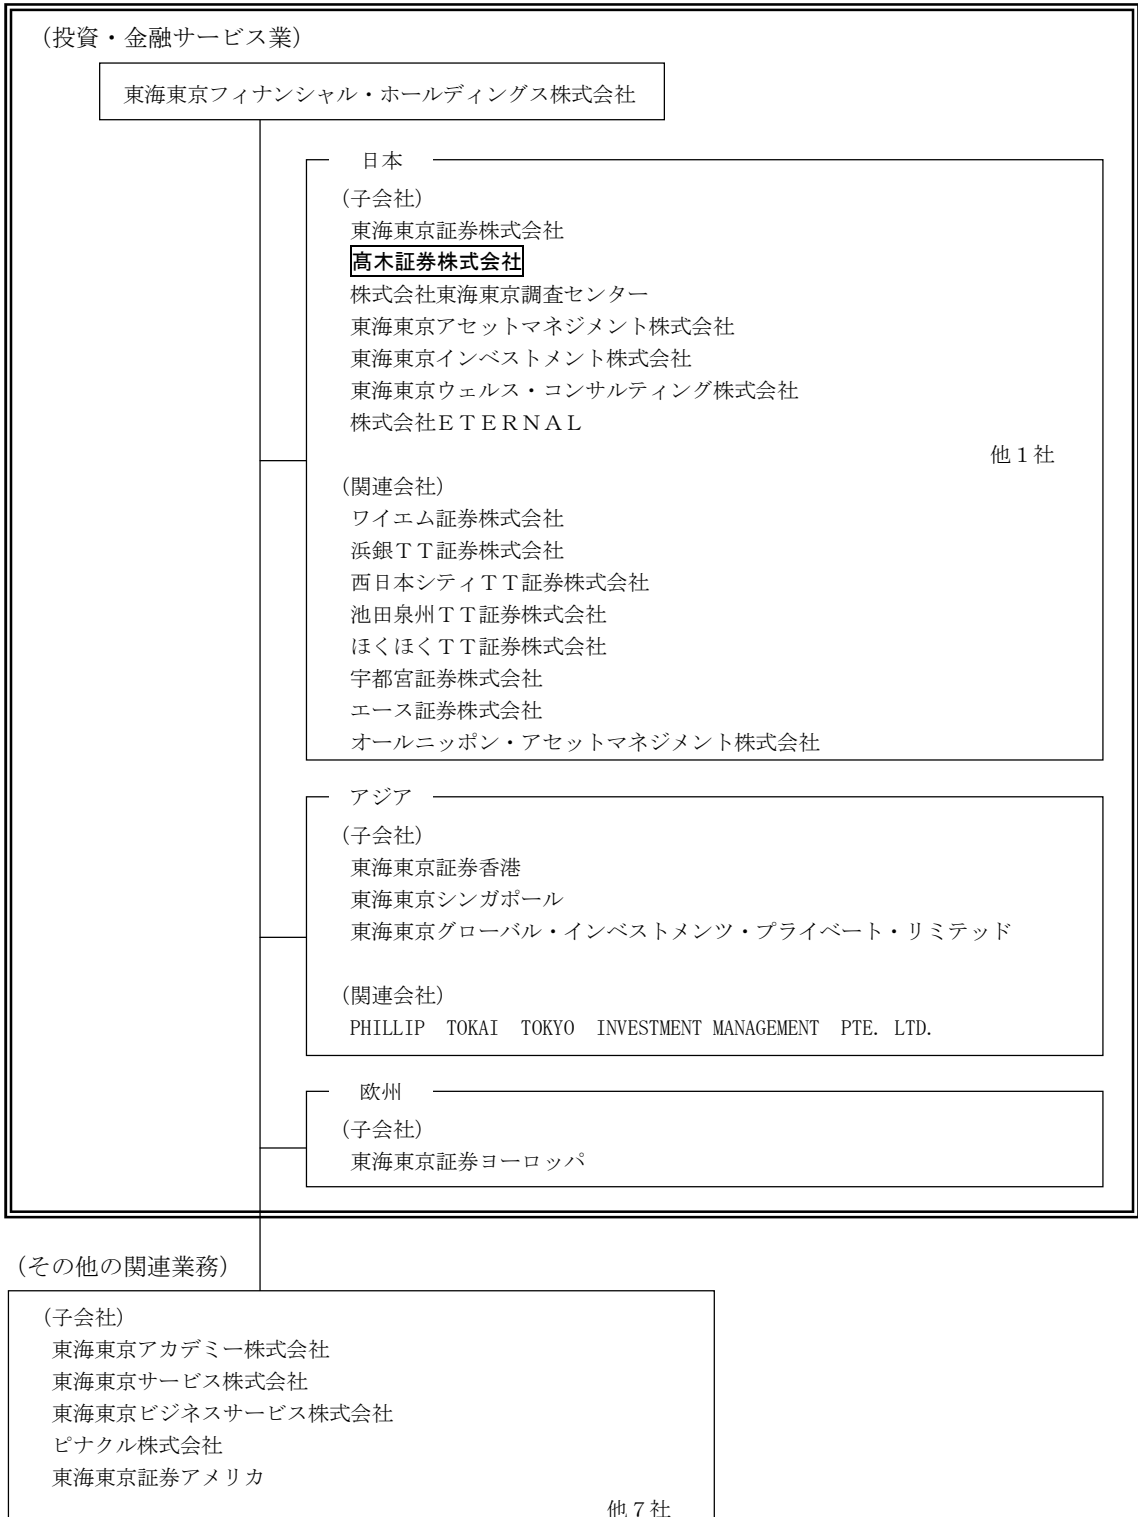 (投資・金融サービス業)
東海東京フィナンシャル・ホールディングス株式会社
日本
(子会社)
東海東京証券株式会社
髙木証券株式会社
株式会社東海東京調査センター
東海東京アセットマネジメント株式会社
東海東京インベストメント株式会社
東海東京ウェルス・コンサルティング株式会社
株式会社ＥＴＥＲＮＡＬ
他１社
(関連会社)
ワイエム証券株式会社
浜銀ＴＴ証券株式会社
西日本シティＴＴ証券株式会社
池田泉州ＴＴ証券株式会社
ほくほくＴＴ証券株式会社
宇都宮証券株式会社
エース証券株式会社
オールニッポン・アセットマネジメント株式会社
アジア
(子会社)
東海東京証券香港
東海東京シンガポール
東海東京グローバル・インベストメンツ・プライベート・リミテッド
(関連会社)
PHILLIP TOKAI TOKYO INVESTMENT MANAGEMENT PTE. LTD.
欧州
(子会社)
東海東京証券ヨーロッパ
(その他の関連業務)
(子会社)
東海東京アカデミー株式会社
東海東京サービス株式会社
東海東京ビジネスサービス株式会社
ピナクル株式会社
東海東京証券アメリカ
他７社